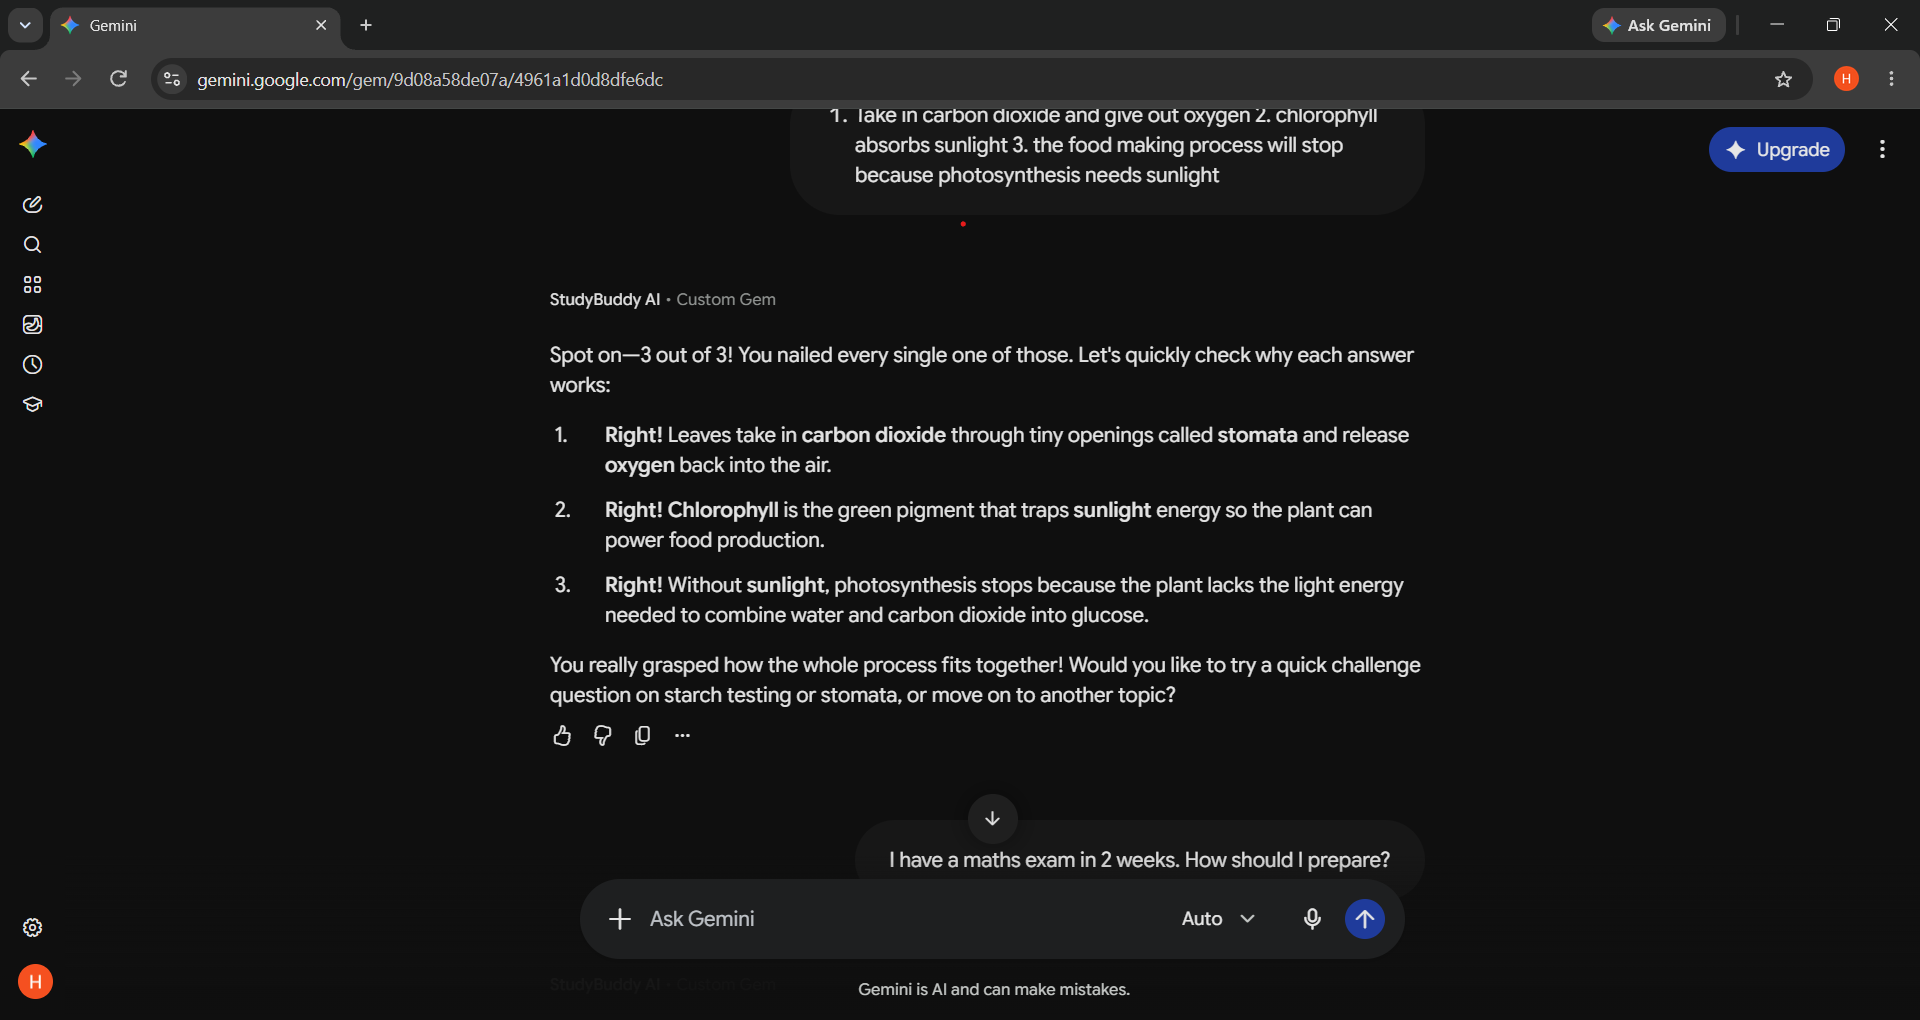 Gemini
Ask Gemini
gemini.google.com/gem/9d08a58de07a/4961a1d0d8dfe6dc
H
Upgrade
1. Take in carbon dioxide and give out oxygen 2. chlorophyll
absorbs sunlight 3. the food making process will stop
because photosynthesis needs sunlight
StudyBuddy AI • Custom Gem
Spot on—3 out of 3! You nailed every single one of those. Let's quickly check why each answer
works:
1. Right! Leaves take in carbon dioxide through tiny openings called stomata and release
oxygen back into the air.
2. Right! Chlorophyll is the green pigment that traps sunlight energy so the plant can
power food production.
3. Right! Without sunlight, photosynthesis stops because the plant lacks the light energy
needed to combine water and carbon dioxide into glucose.
You really grasped how the whole process fits together! Would you like to try a quick challenge
question on starch testing or stomata, or move on to another topic?
I have a maths exam in 2 weeks. How should I prepare?
Ask Gemini
Auto
StudyBuddy AI • Custom Gem
Gemini is AI and can make mistakes.
H